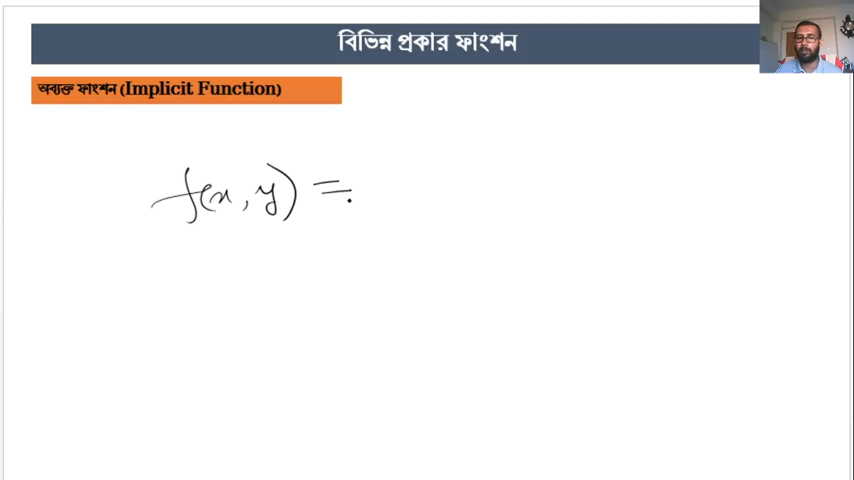 বিভিন্ন প্রকার ফাংশন
অব্যক্ত ফাংশন (Implicit Function)
f(x, y) =